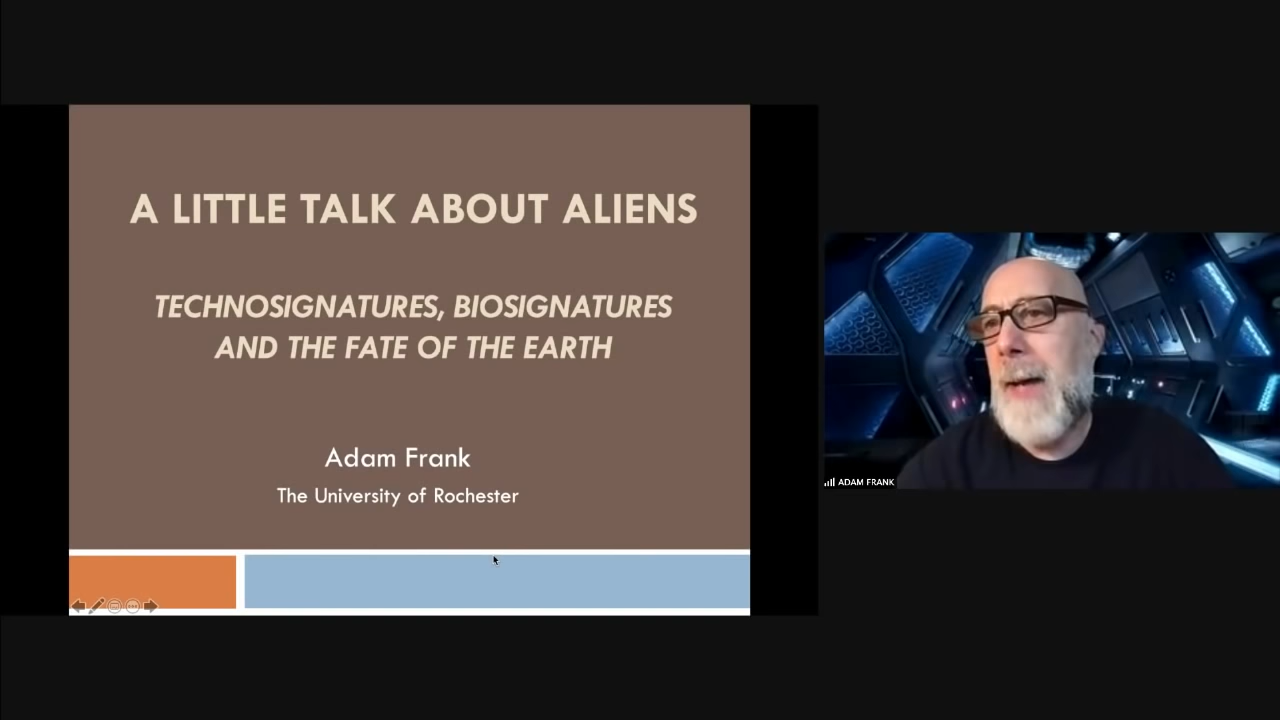 A LITTLE TALK ABOUT ALIENS
TECHNOSIGNATURES, BIOSIGNATURES
AND THE FATE OF THE EARTH
Adam Frank
The University of Rochester
ADAM FRANK